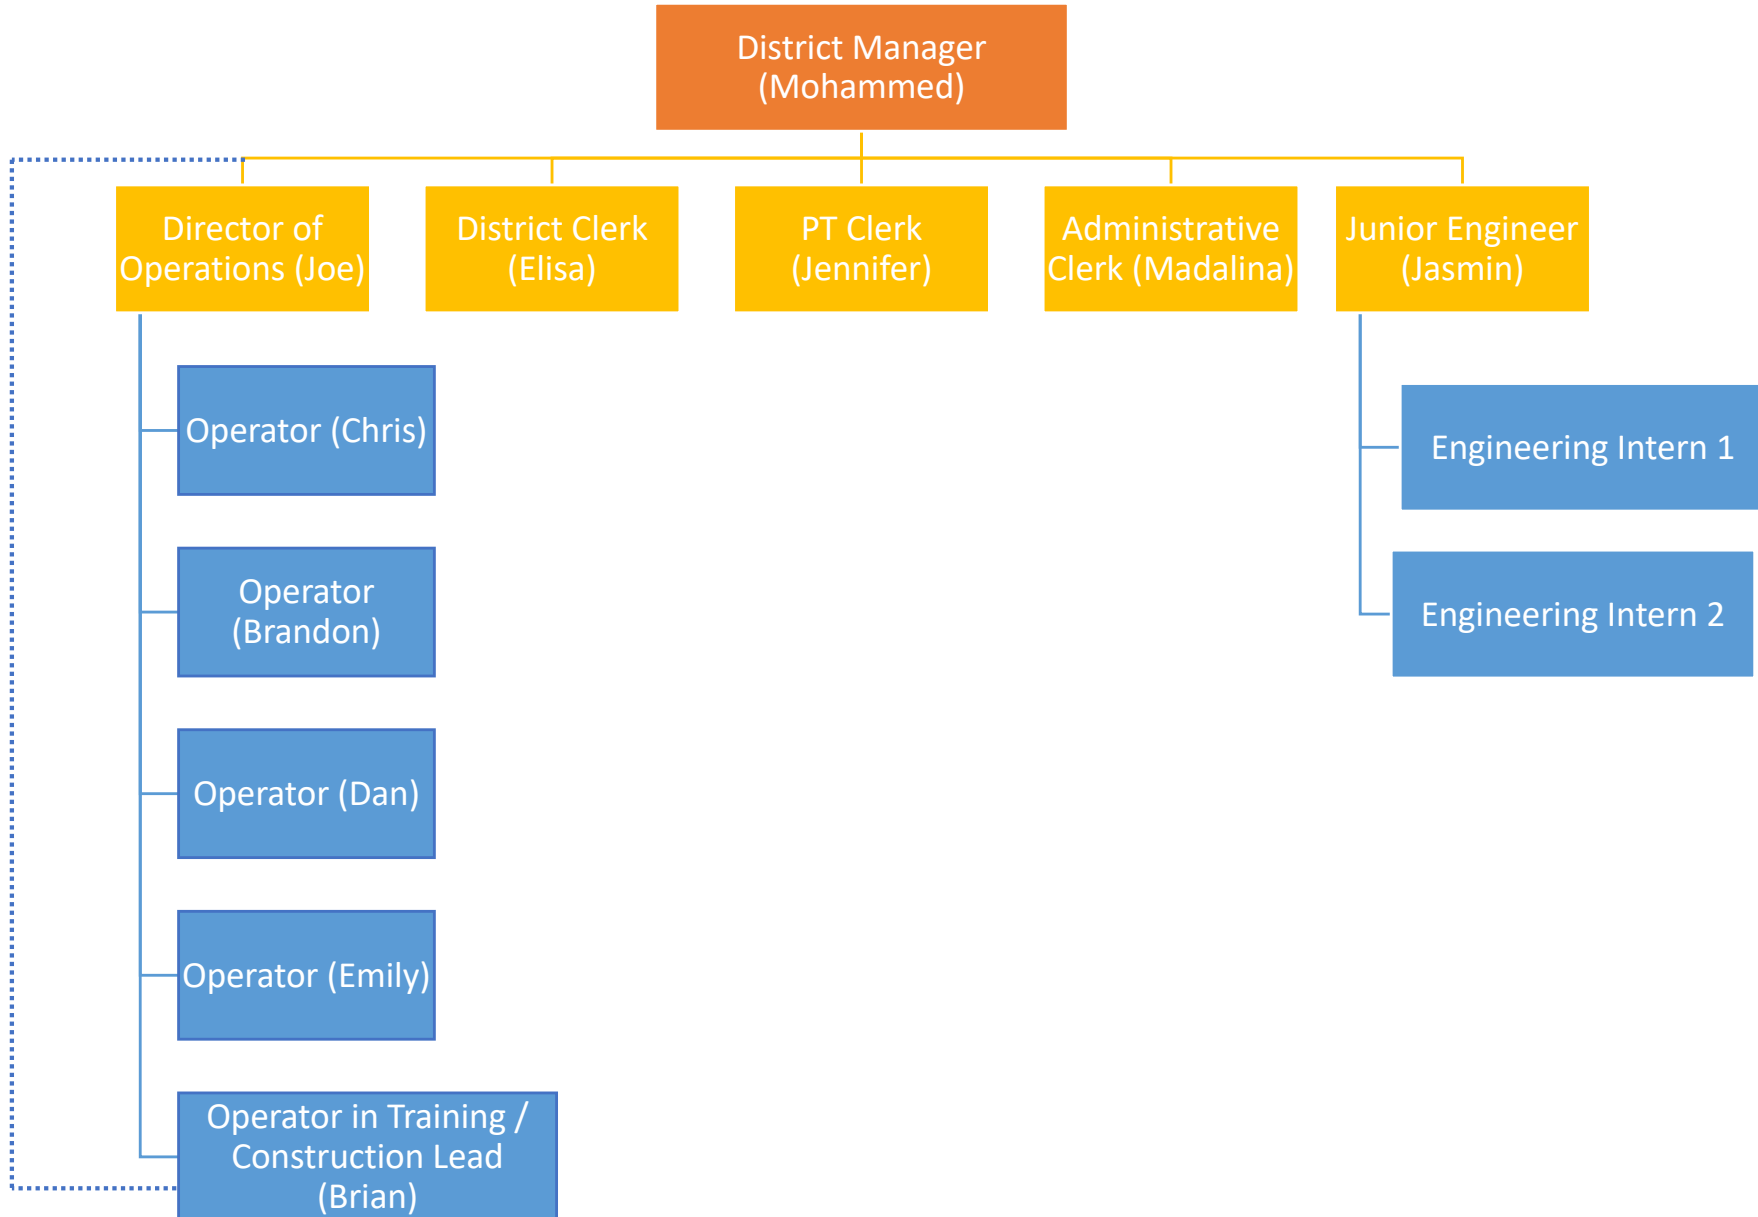 District Manager
(Mohammed)
Director of
Operations (Joe)
District Clerk
(Elisa)
PT Clerk
(Jennifer)
Administrative
Clerk (Madalina)
Junior Engineer
(Jasmin)
Operator (Chris)
Operator
(Brandon)
Operator (Dan)
Operator (Emily)
Operator in Training /
Construction Lead
(Brian)
Engineering Intern 1
Engineering Intern 2